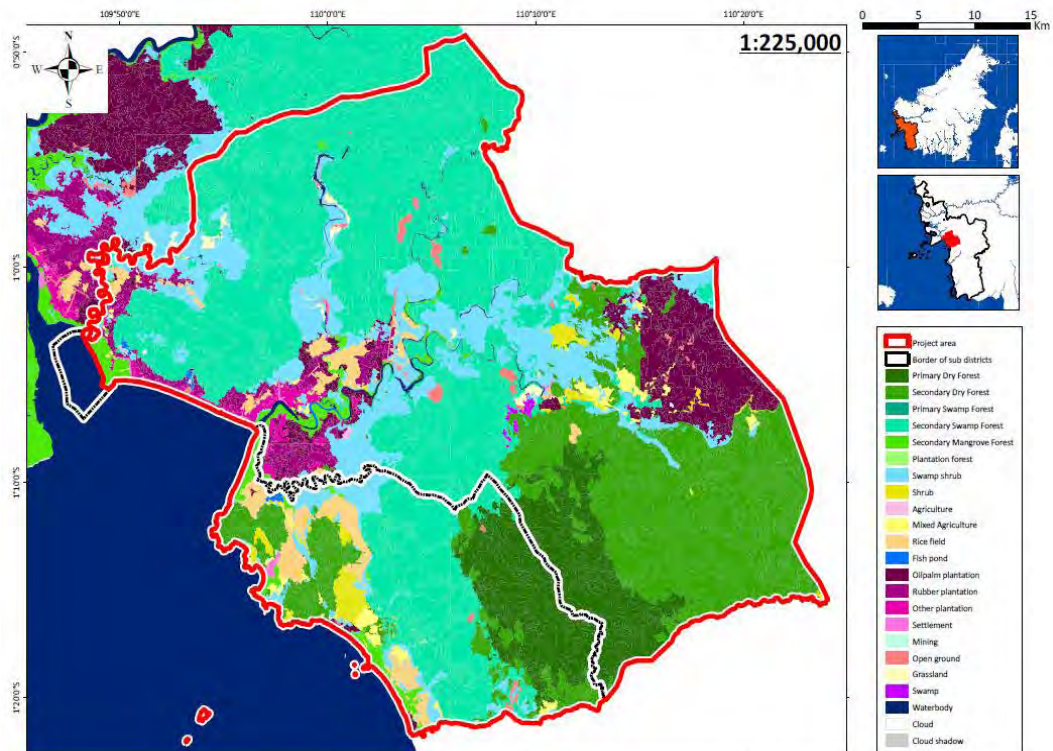 109°50'0"E 110°0'0"E 110°10'0"E 110°20'0"E
0 5 10 15
Km
1:225,000
N
W E
S
0°50'0"S
1°0'0"S
1°10'0"S
1°20'0"S
Project area
Border of sub districts
Primary Dry Forest
Secondary Dry Forest
Primary Swamp Forest
Secondary Swamp Forest
Secondary Mangrove Forest
Plantation forest
Swamp shrub
Shrub
Agriculture
Mixed Agriculture
Rice field
Fish pond
Oilpalm plantation
Rubber plantation
Other plantation
Settlement
Mining
Open ground
Grassland
Swamp
Waterbody
Cloud
Cloud shadow